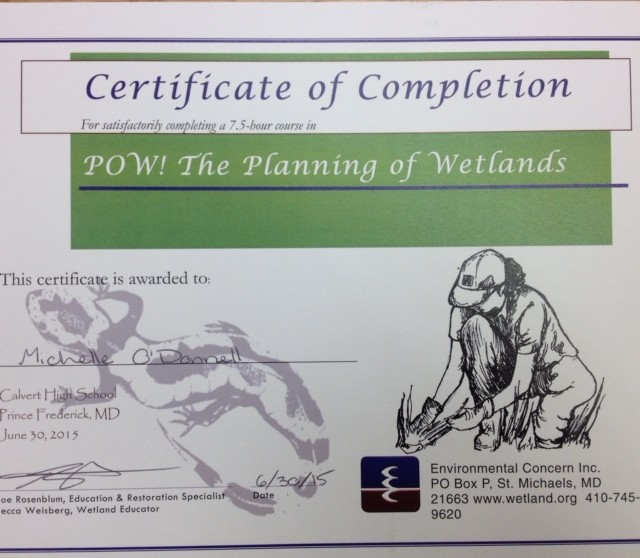 Certificate of Completion
For satisfactorily completing a 7.5-hour course in
POW! The Planning of Wetlands
This certificate is awarded to:
Michelle O'Donnell
Calvert High School
Prince Frederick, MD
June 30, 2015
6/30/15
oe Rosenblum, Education & Restoration Specialist
Date
ecca Weisberg, Wetland Educator
Environmental Concern Inc.
PO Box P, St. Michaels, MD
21663 www.wetland.org 410-745-
9620